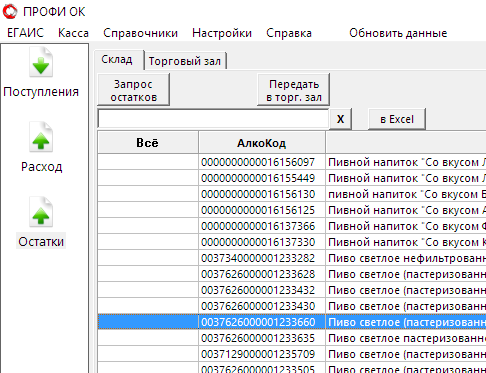 ПРОФИ ОК
ЕГАИС Касса Справочники Настройки Справка Обновить данные
Поступления
Расход
Остатки
Склад Торговый зал
Запрос остатков
Передать в торг. зал
X
в Excel
Всё АлкоКод
0000000000016156097 Пивной напиток "Со вкусом Л
0000000000016155449 Пивной напиток "Со вкусом Л
0000000000016156130 пивной напиток "Со вкусом Е
0000000000016156125 Пивной напиток "Со вкусом А
0000000000016137366 Пивной напиток "Со вкусом Ф
0000000000016137330 Пивной напиток "Со вкусом К
0037340000001233282 Пиво светлое нефильтрованн
0037626000001233628 Пиво светлое (пастеризованн
0037626000001233432 Пиво светлое (пастеризованн
0037626000001233430 Пиво светлое (пастеризованн
0037626000001233660 Пиво светлое (пастеризованн
0037626000001233635 Пиво светлое пастеризованно
0037129000001235709 Пиво светлое (пастеризованн
0037626000001233505 Пиво светлое (пастеризованн